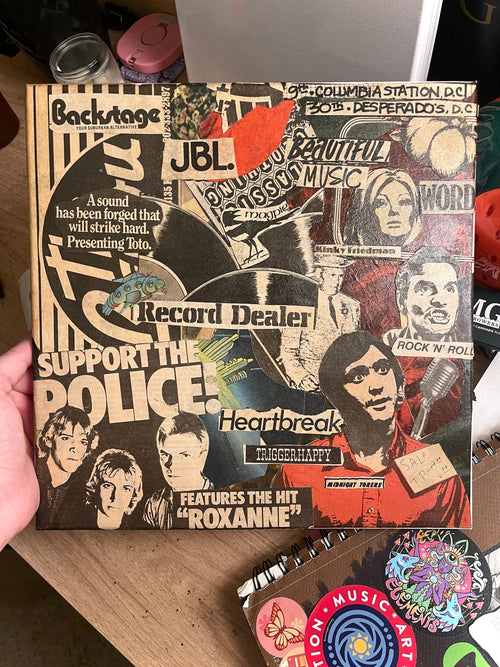 9th. COLUMBIA STATION, D.C.
30th. DESPERADO'S, D.C.
Backstage
YOUR SUBURBAN ALTERNATIVE
JBL.
BEAUTIFUL
MUSIC
WORD
magpie
A sound
has been forged that
will strike hard.
Presenting Toto.
Kinky Friedman
Record Dealer
ROCK 'N' ROLL
SUPPORT THE
POLICE!
Heartbreak
TRIGGERHAPPY
MIDNIGHT TOKERS
FEATURES THE HIT
"ROXANNE"
ELEMENTS
MUSIC • ART